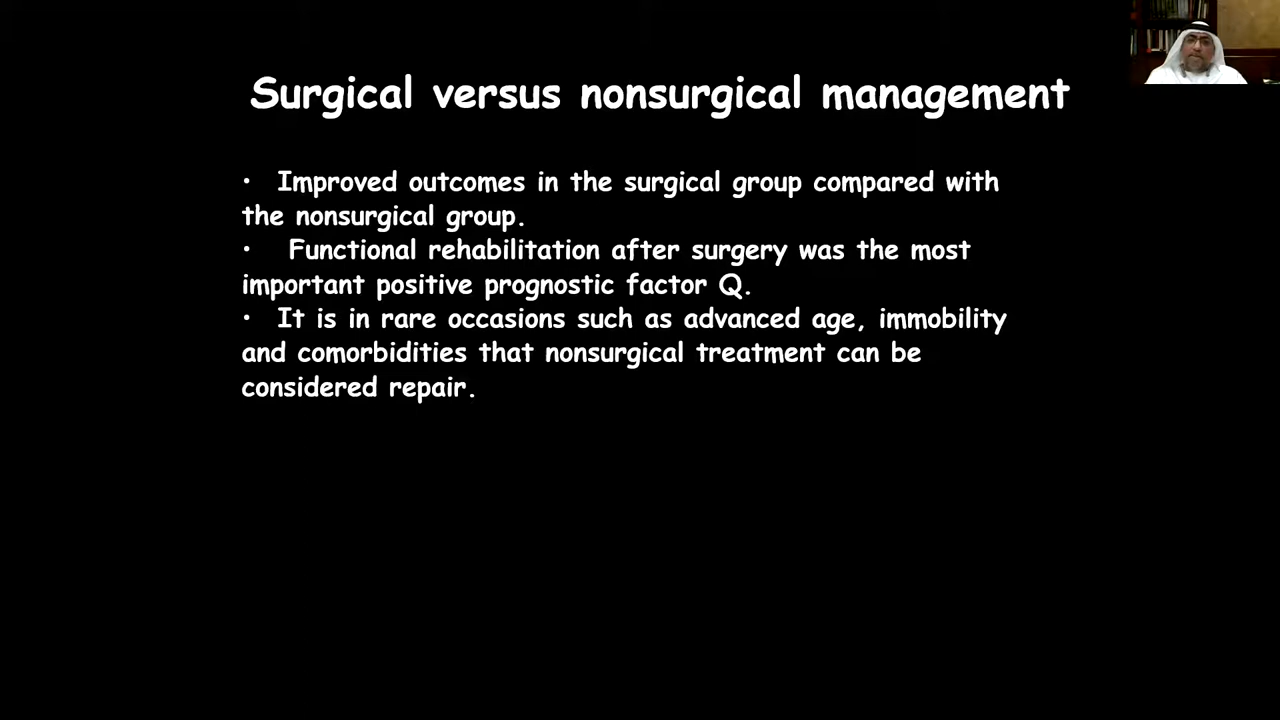 Surgical versus nonsurgical management
• Improved outcomes in the surgical group compared with
the nonsurgical group.
• Functional rehabilitation after surgery was the most
important positive prognostic factor Q.
• It is in rare occasions such as advanced age, immobility
and comorbidities that nonsurgical treatment can be
considered repair.